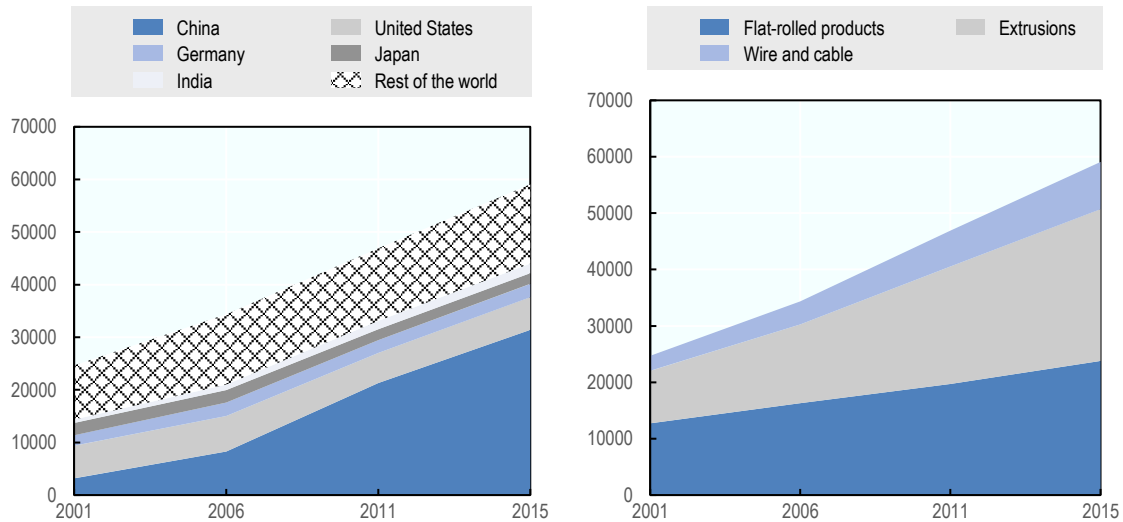 China
United States
Germany
Japan
India
Rest of the world
70000
60000
50000
40000
30000
20000
10000
0
2001
2006
2011
2015
Flat-rolled products
Extrusions
Wire and cable
70000
60000
50000
40000
30000
20000
10000
0
2001
2006
2011
2015